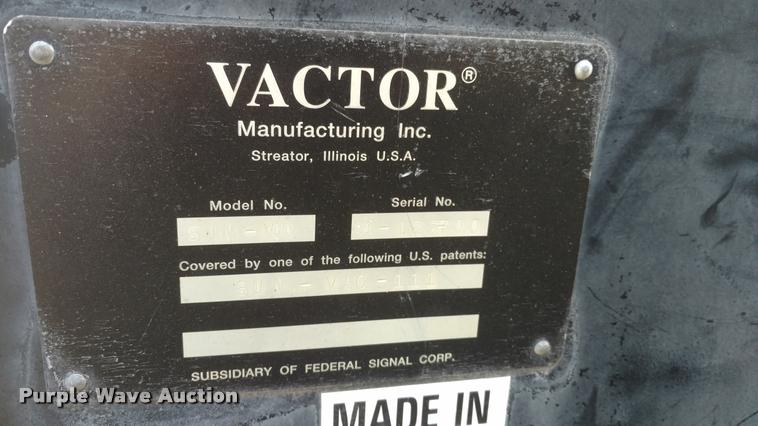 VACTOR®
Manufacturing Inc.
Streator, Illinois U.S.A.
Model No. Serial No.
Covered by one of the following U.S. patents:
SUBSIDIARY OF FEDERAL SIGNAL CORP.
MADE IN
Purple Wave Auction